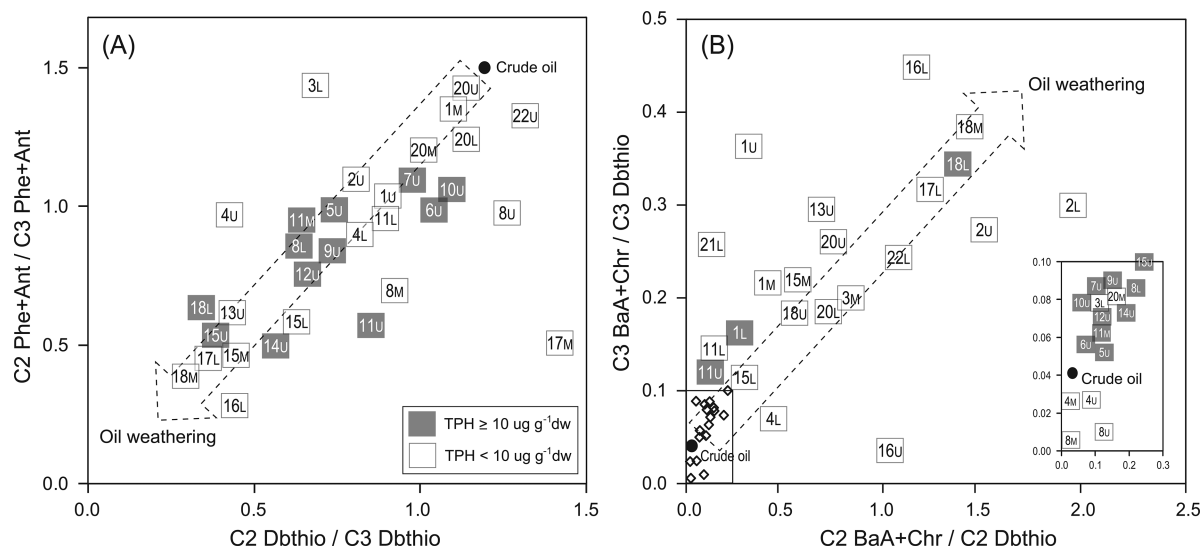 (A)
C2 Phe+Ant / C3 Phe+Ant
1.5
1.0
0.5
0.0
Crude oil
3L
20U
1M
22U
20L
20M
2U
7U
10U
1U
5U
6U
4U
11M
11L
8U
4L
8L
9U
12U
8M
18L
13U
15L
11U
15U
14U
17M
17L
15M
18M
16L
Oil weathering
TPH ≥ 10 ug g⁻¹dw
TPH < 10 ug g⁻¹dw
0.0
0.5
1.0
1.5
C2 Dbthio / C3 Dbthio
(B)
C3 BaA+Chr / C3 Dbthio
0.5
0.4
0.3
0.2
0.1
0.0
16L
Oil weathering
18M
1U
18L
17L
13U
2L
2U
21L
20U
22L
1M
15M
3M
18U
20L
1L
11L
11U
15L
4L
16U
Crude oil
0.10
0.08
0.06
0.04
0.02
0.00
15U
9U
7U
8L
20M
10U
3L
14U
12U
11M
6U
5U
Crude oil
4M
4U
8U
8M
0.0
0.1
0.2
0.3
0.0
0.5
1.0
1.5
2.0
2.5
C2 BaA+Chr / C2 Dbthio